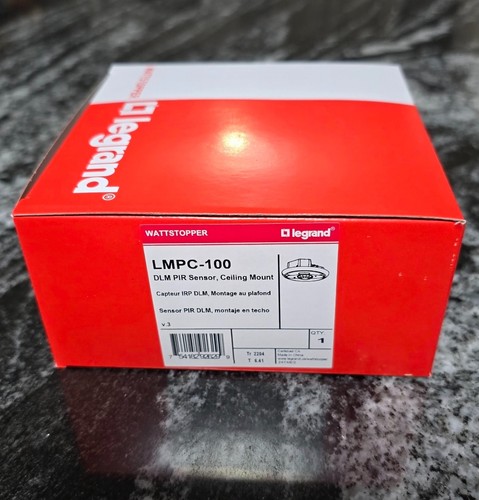 WATTSTOPPER
legrand®
WATTSTOPPER
legrand®
LMPC-100
DLM PIR Sensor, Ceiling Mount
Capteur IRP DLM, Montage au plafond
Sensor PIR DLM, montaje en techo
v.3
QTY:
1